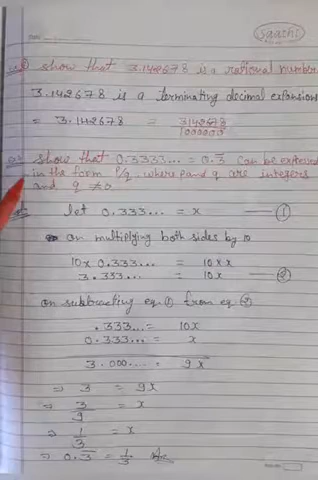 Saathi
Date
show that 3.142678 is a rational number
3.142678 is a terminating decimal expansions
= 3.142678 = 3142678/1000000
show that 0.3333... = 0.3̅ can be expressed
in the form P/q, where p and q are integers
and q ≠ 0
let 0.333... = x ①
on multiplying both sides by 10
10 x 0.333... = 10 x x
3.333... = 10x ②
on subtracting eq ① from eq ②
.333... = 10x
0.333... = x
3.000... = 9x
⇒ 3 = 9x
⇒ 3/9 = x
⇒ 1/3 = x
⇒ 0.3̅ = 1/3 Ans